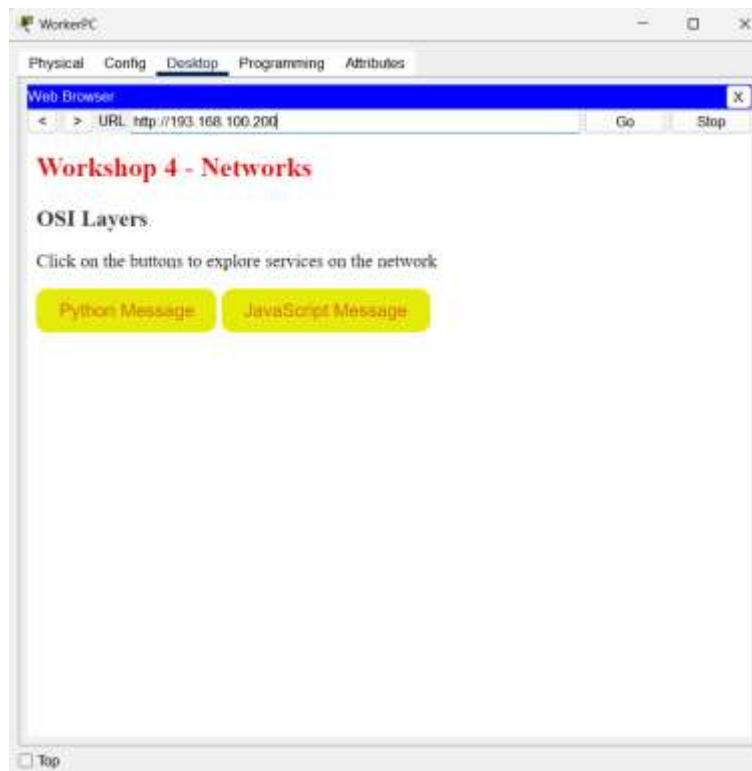 WorkerPC
Physical Config Desktop Programming Attributes
Web Browser X
< > URL http://193.168.100.200 Go Stop
Workshop 4 - Networks
OSI Layers
Click on the buttons to explore services on the network
Python Message JavaScript Message
Top